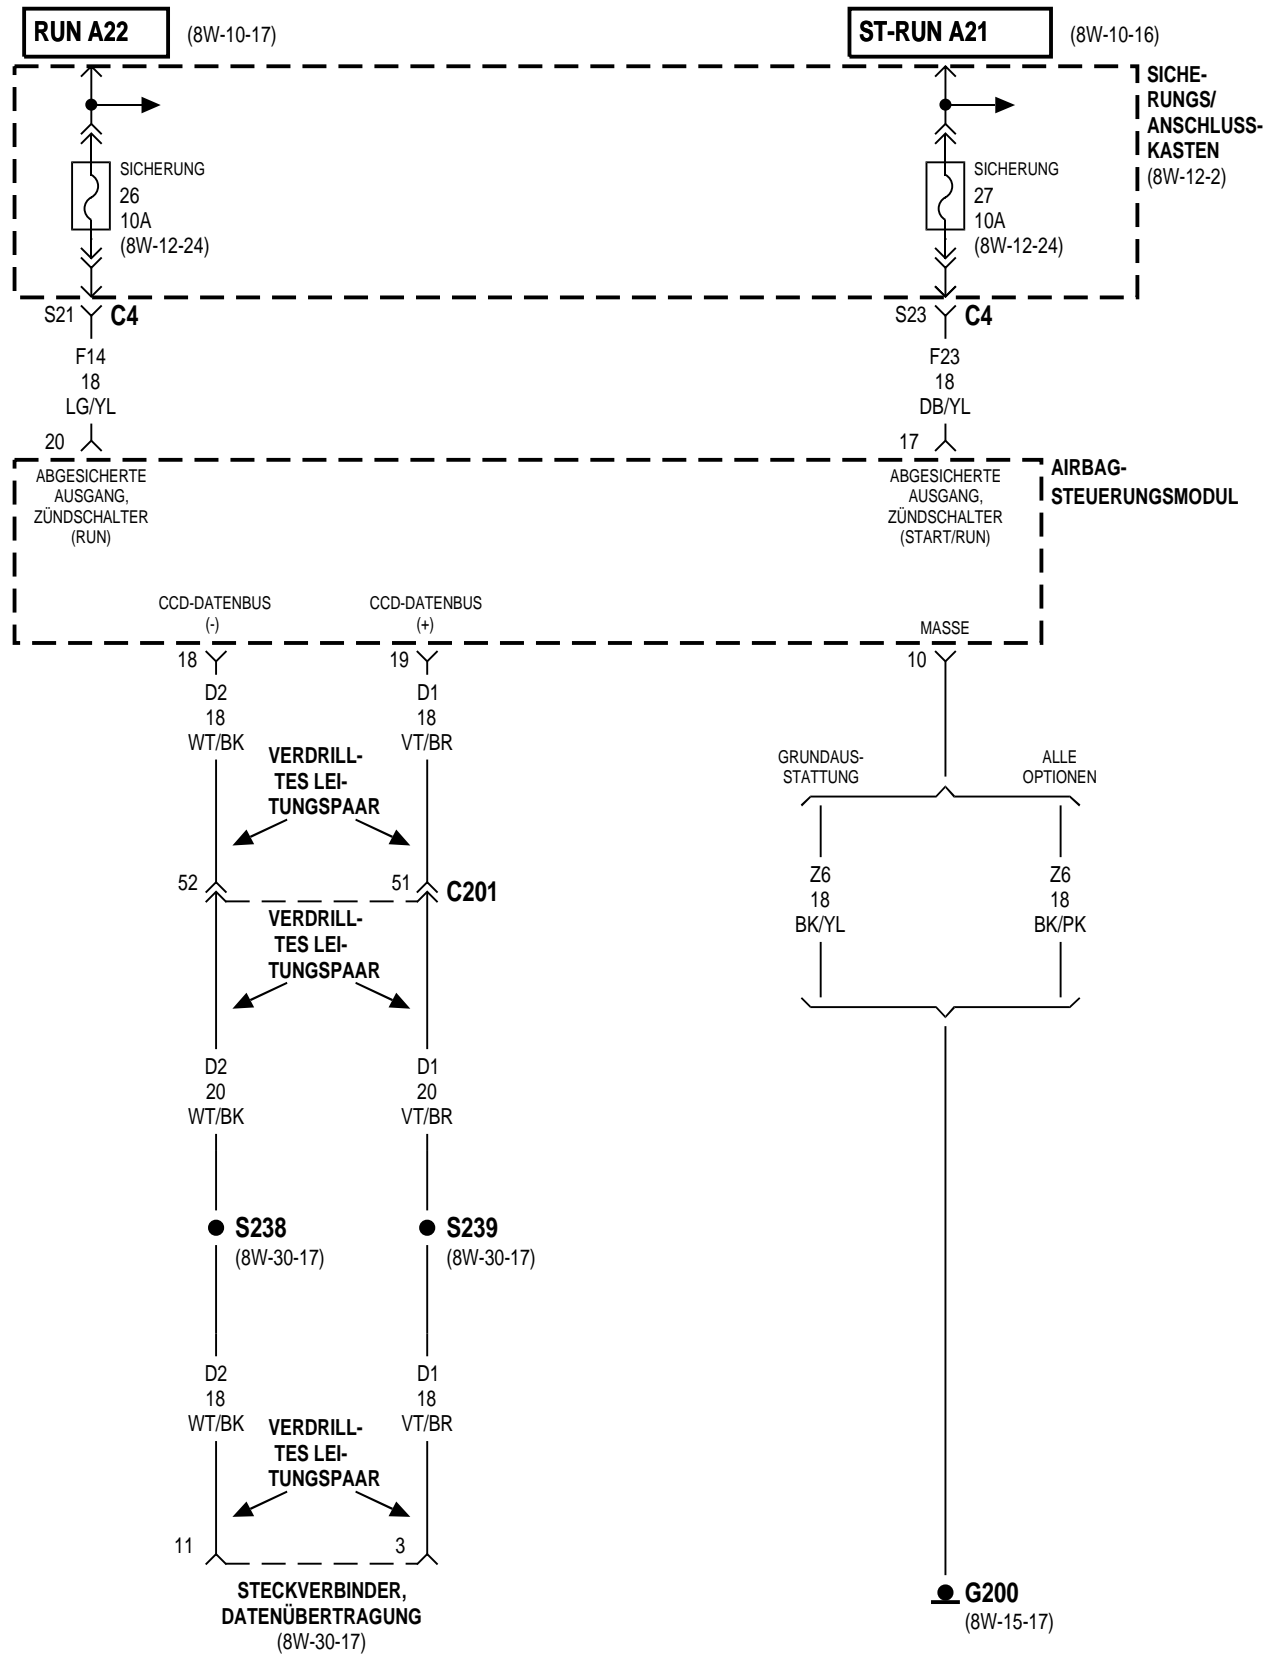 RUN A22
(8W-10-17)
ST-RUN A21
(8W-10-16)
SICHE-
RUNGS/
ANSCHLUSS-
KASTEN
(8W-12-2)
SICHERUNG
26
10A
(8W-12-24)
SICHERUNG
27
10A
(8W-12-24)
S21
C4
S23
C4
F14
18
LG/YL
F23
18
DB/YL
20
17
ABGESICHERTE
AUSGANG,
ZÜNDSCHALTER
(RUN)
ABGESICHERTE
AUSGANG,
ZÜNDSCHALTER
(START/RUN)
AIRBAG-
STEUERUNGSMODUL
CCD-DATENBUS
(-)
CCD-DATENBUS
(+)
MASSE
18
19
10
D2
18
WT/BK
D1
18
VT/BR
VERDRILL-
TES LEI-
TUNGSPAAR
GRUNDAUS-
STATTUNG
ALLE
OPTIONEN
52
51
C201
Z6
18
BK/YL
Z6
18
BK/PK
VERDRILL-
TES LEI-
TUNGSPAAR
D2
20
WT/BK
D1
20
VT/BR
S238
(8W-30-17)
S239
(8W-30-17)
D2
18
WT/BK
D1
18
VT/BR
VERDRILL-
TES LEI-
TUNGSPAAR
11
3
STECKVERBINDER,
DATENÜBERTRAGUNG
(8W-30-17)
G200
(8W-15-17)